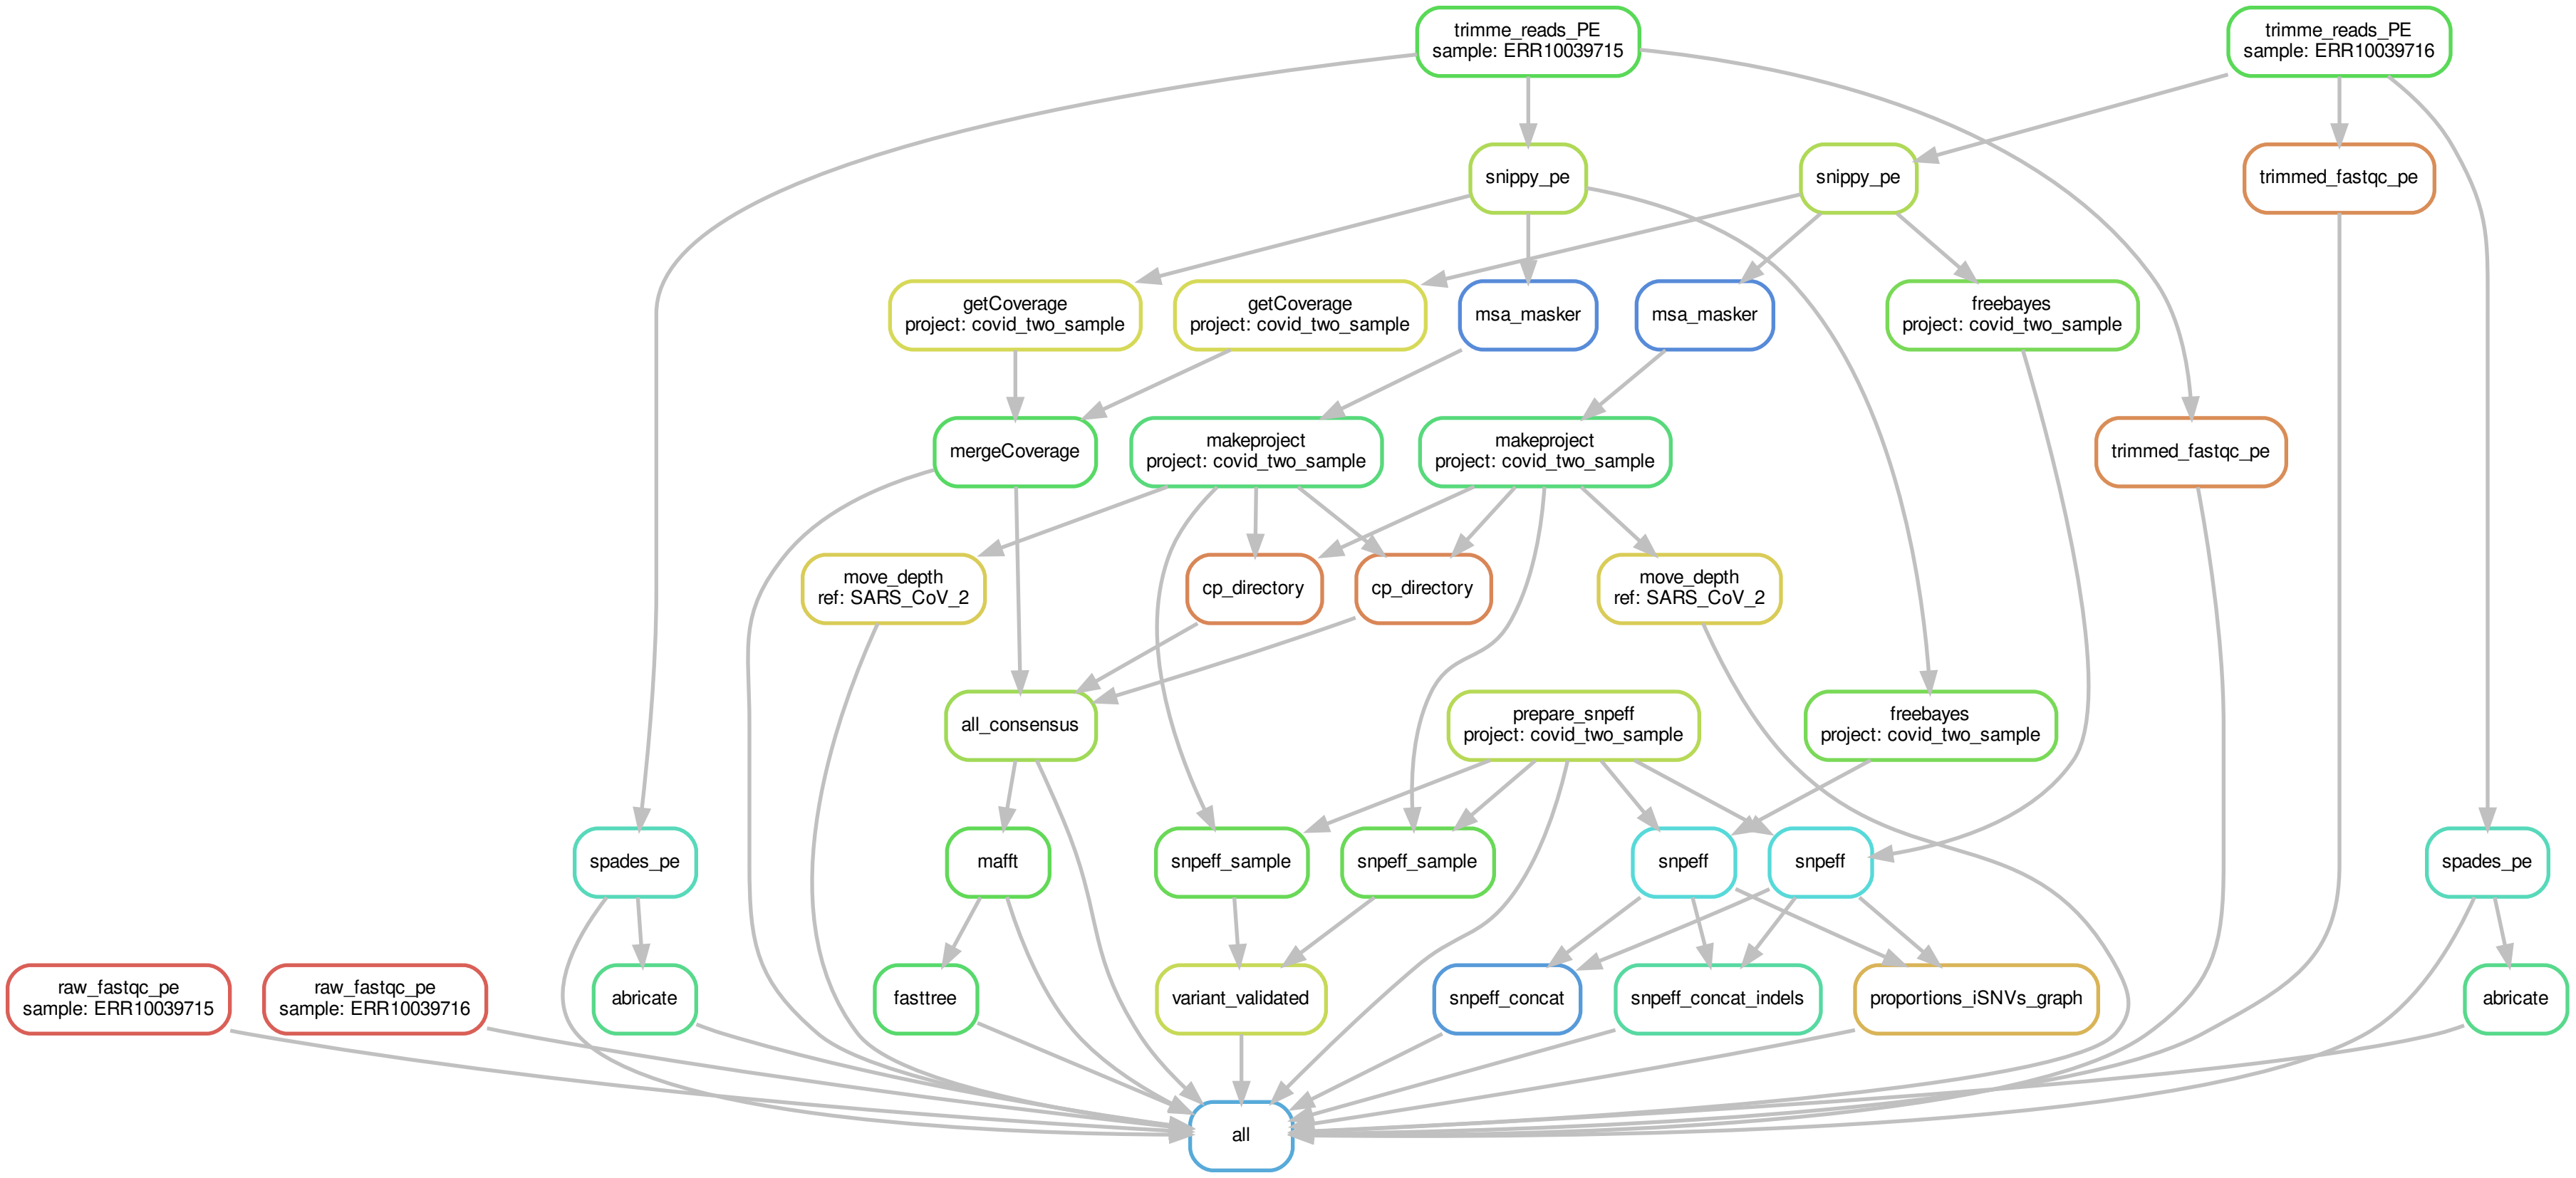 trimme_reads_PE
sample: ERR10039715
trimme_reads_PE
sample: ERR10039716
snippy_pe
snippy_pe
trimmed_fastqc_pe
getCoverage
project: covid_two_sample
getCoverage
project: covid_two_sample
msa_masker
msa_masker
freebayes
project: covid_two_sample
mergeCoverage
makeproject
project: covid_two_sample
makeproject
project: covid_two_sample
trimmed_fastqc_pe
move_depth
ref: SARS_CoV_2
cp_directory
cp_directory
move_depth
ref: SARS_CoV_2
all_consensus
prepare_snpeff
project: covid_two_sample
freebayes
project: covid_two_sample
spades_pe
mafft
snpeff_sample
snpeff_sample
snpeff
snpeff
spades_pe
raw_fastqc_pe
sample: ERR10039715
raw_fastqc_pe
sample: ERR10039716
abricate
fasttree
variant_validated
snpeff_concat
snpeff_concat_indels
proportions_iSNVs_graph
abricate
all